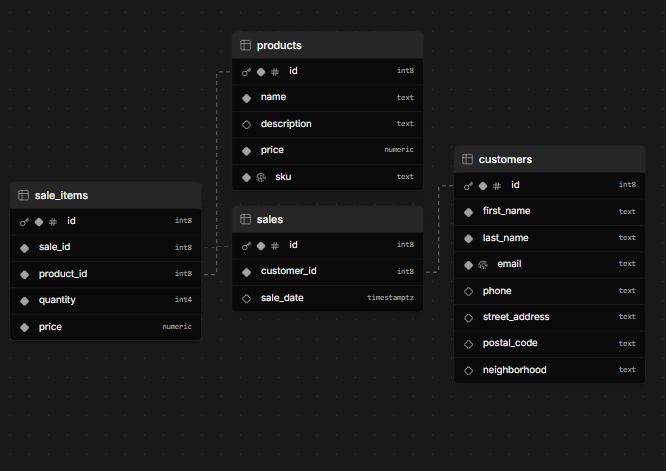 products
id int8
name text
description text
price numeric
sku text
sale_items
id int8
sale_id int8
product_id int8
quantity int4
price numeric
sales
id int8
customer_id int8
sale_date timestamptz
customers
id int8
first_name text
last_name text
email text
phone text
street_address text
postal_code text
neighborhood text